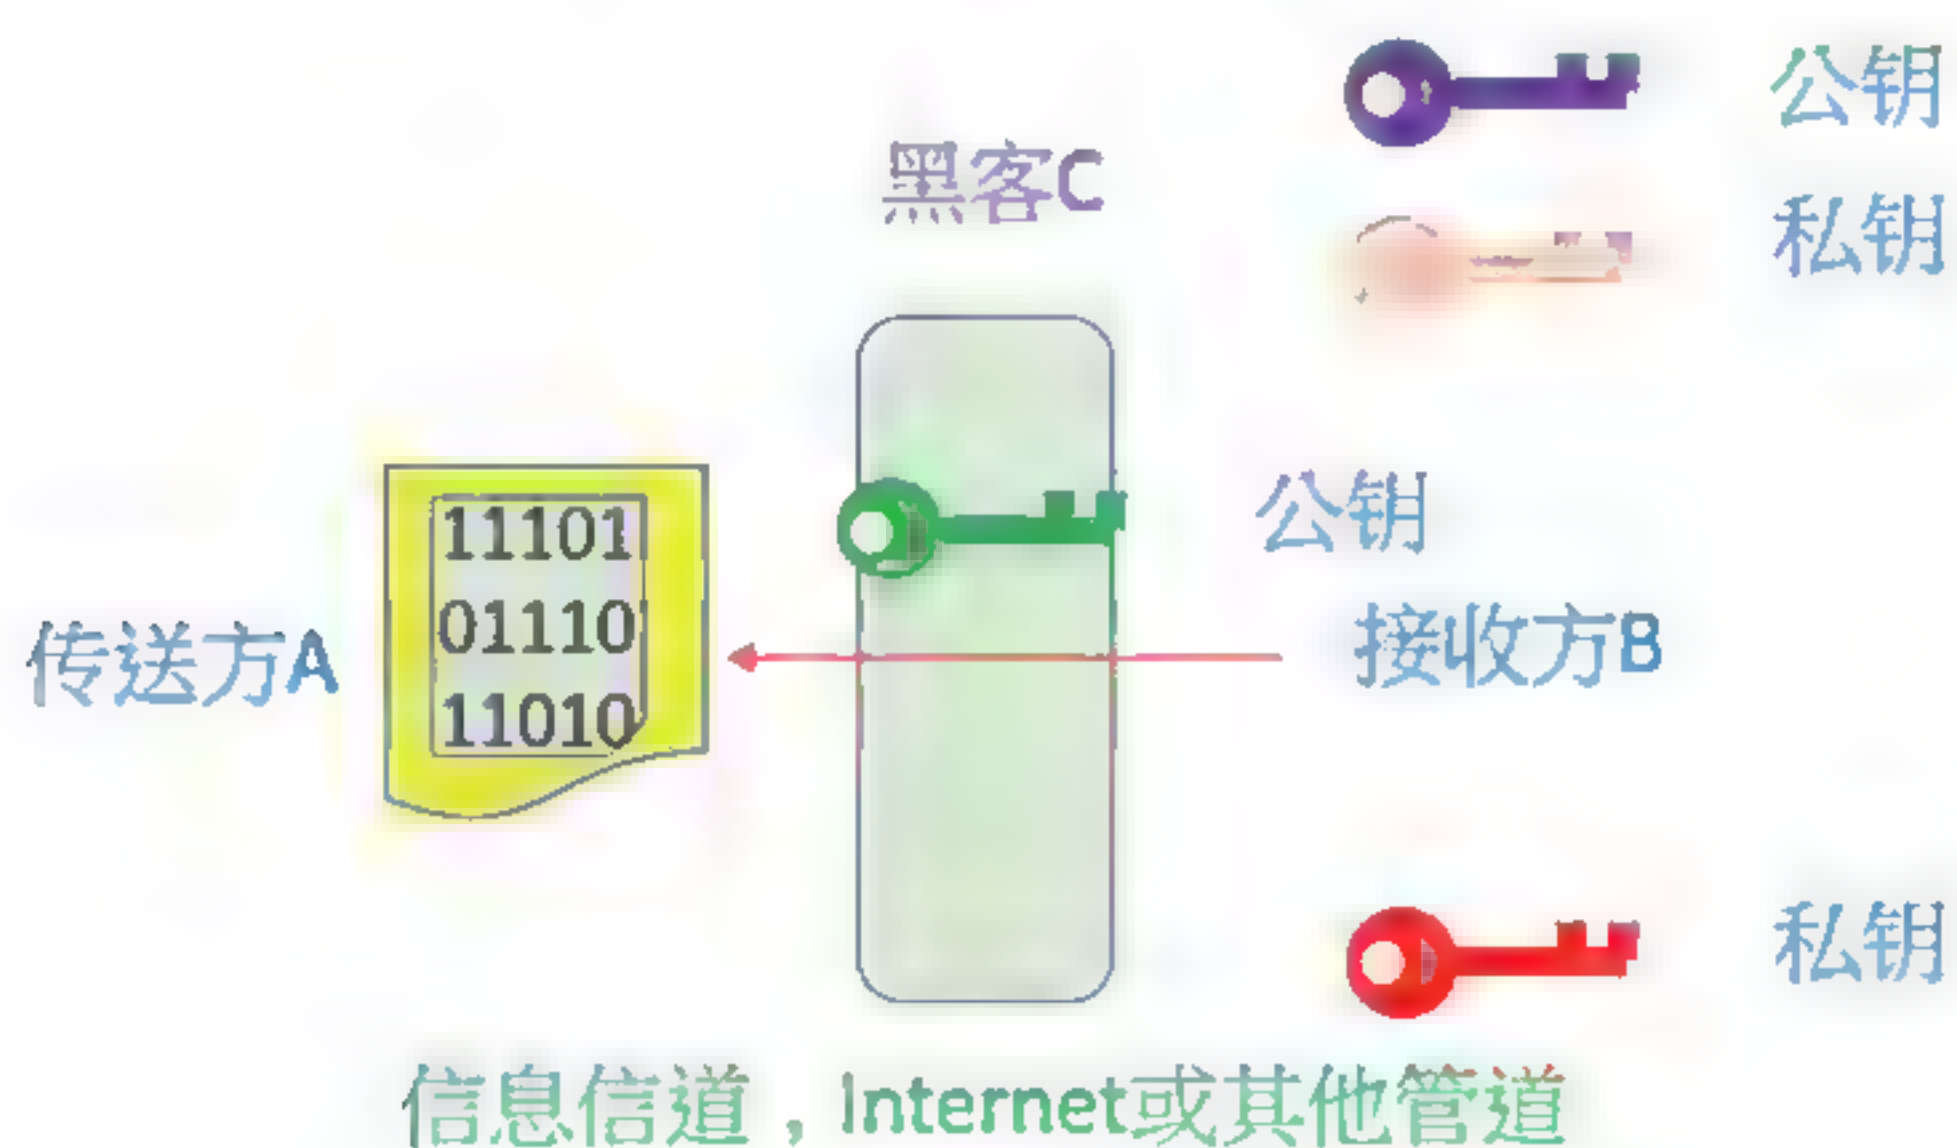 公钥
黑客C
私钥
公钥
11101
01110
11010
传送方A
接收方B
私钥
信息信道，Internet或其他管道